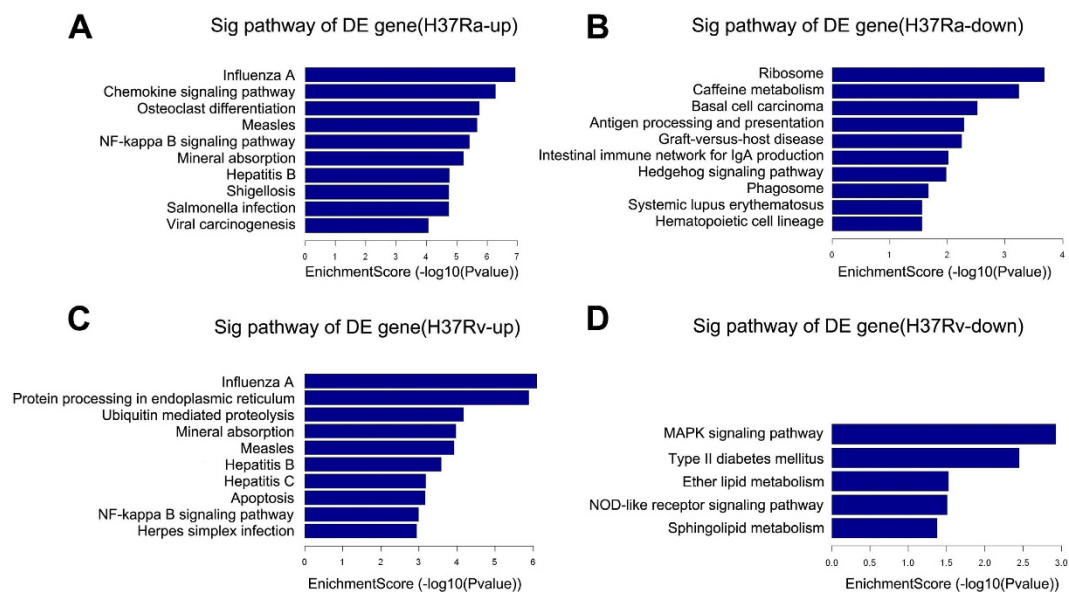 A
Sig pathway of DE gene(H37Ra-up)
Influenza A
Chemokine signaling pathway
Osteoclast differentiation
Measles
NF-kappa B signaling pathway
Mineral absorption
Hepatitis B
Shigellosis
Salmonella infection
Viral carcinogenesis
0 1 2 3 4 5 6 7
EnichmentScore (-log10(Pvalue))
B
Sig pathway of DE gene(H37Ra-down)
Ribosome
Caffeine metabolism
Basal cell carcinoma
Antigen processing and presentation
Graft-versus-host disease
Intestinal immune network for IgA production
Hedgehog signaling pathway
Phagosome
Systemic lupus erythematosus
Hematopoietic cell lineage
0 1 2 3 4
EnichmentScore (-log10(Pvalue))
C
Sig pathway of DE gene(H37Rv-up)
Influenza A
Protein processing in endoplasmic reticulum
Ubiquitin mediated proteolysis
Mineral absorption
Measles
Hepatitis B
Hepatitis C
Apoptosis
NF-kappa B signaling pathway
Herpes simplex infection
0 1 2 3 4 5 6
EnichmentScore (-log10(Pvalue))
D
Sig pathway of DE gene(H37Rv-down)
MAPK signaling pathway
Type II diabetes mellitus
Ether lipid metabolism
NOD-like receptor signaling pathway
Sphingolipid metabolism
0.0 0.5 1.0 1.5 2.0 2.5 3.0
EnichmentScore (-log10(Pvalue))